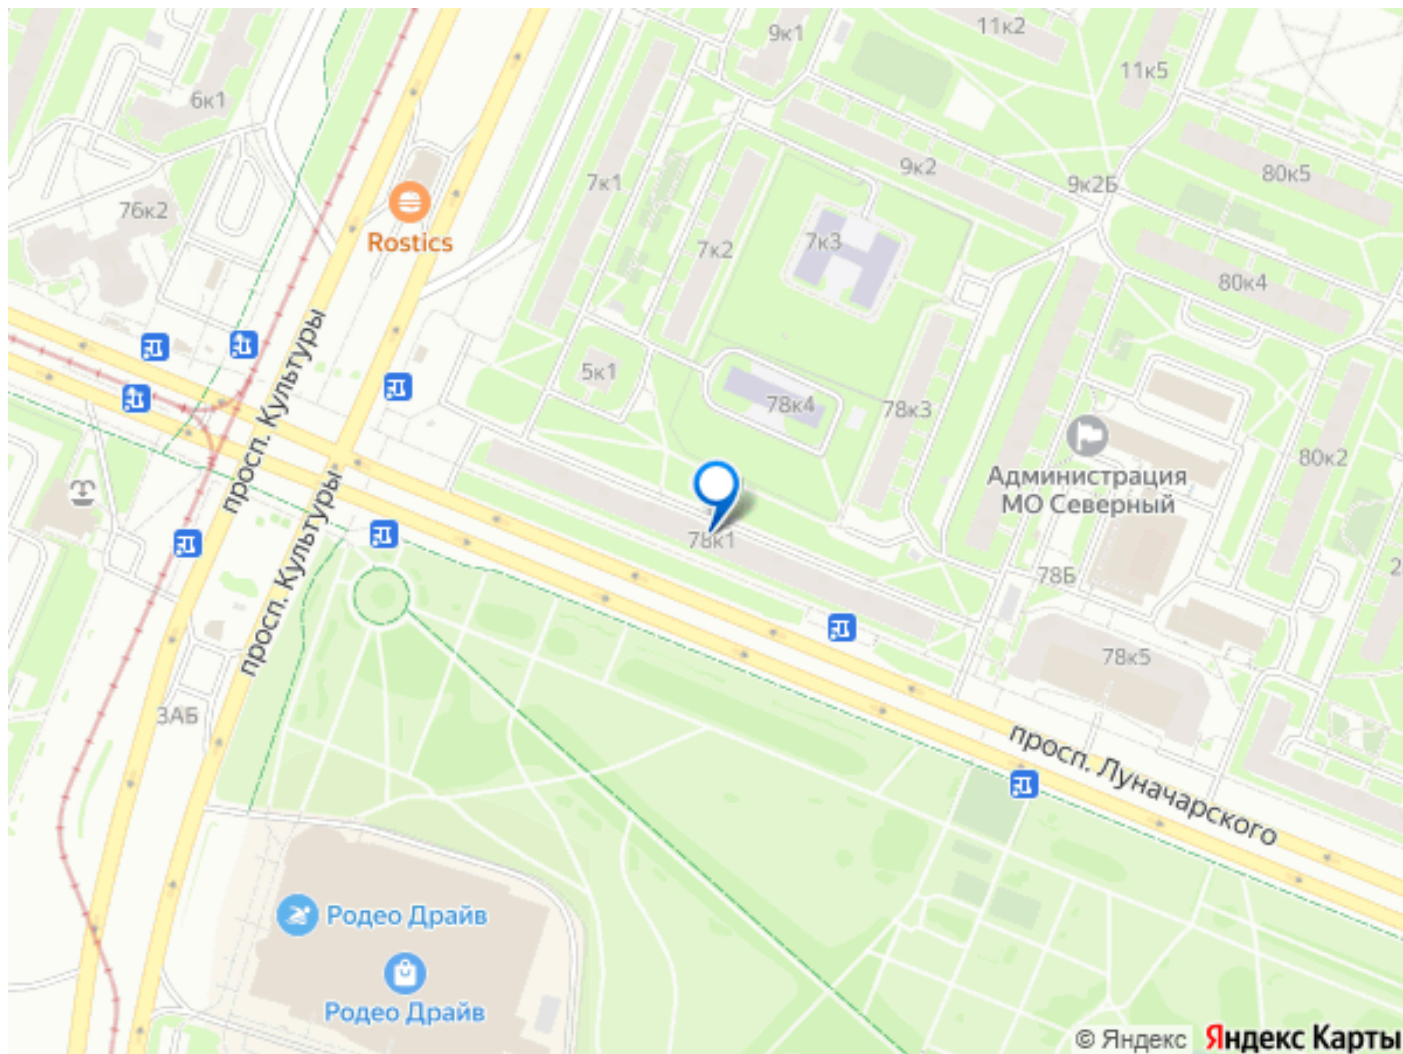 9к1
11к2
11к5
6к1
7к1
9к2
80к5
9к2Б
76к2
Rostics
7к2
7к3
80к4
просп. Культуры
5к1
78к4
78к3
80к2
Администрация
МО Северный
просп. Культуры
78к1
78Б
2
78к5
3АБ
просп. Луначарского
Родео Драйв
Родео Драйв
© Яндекс Яндекс Карты